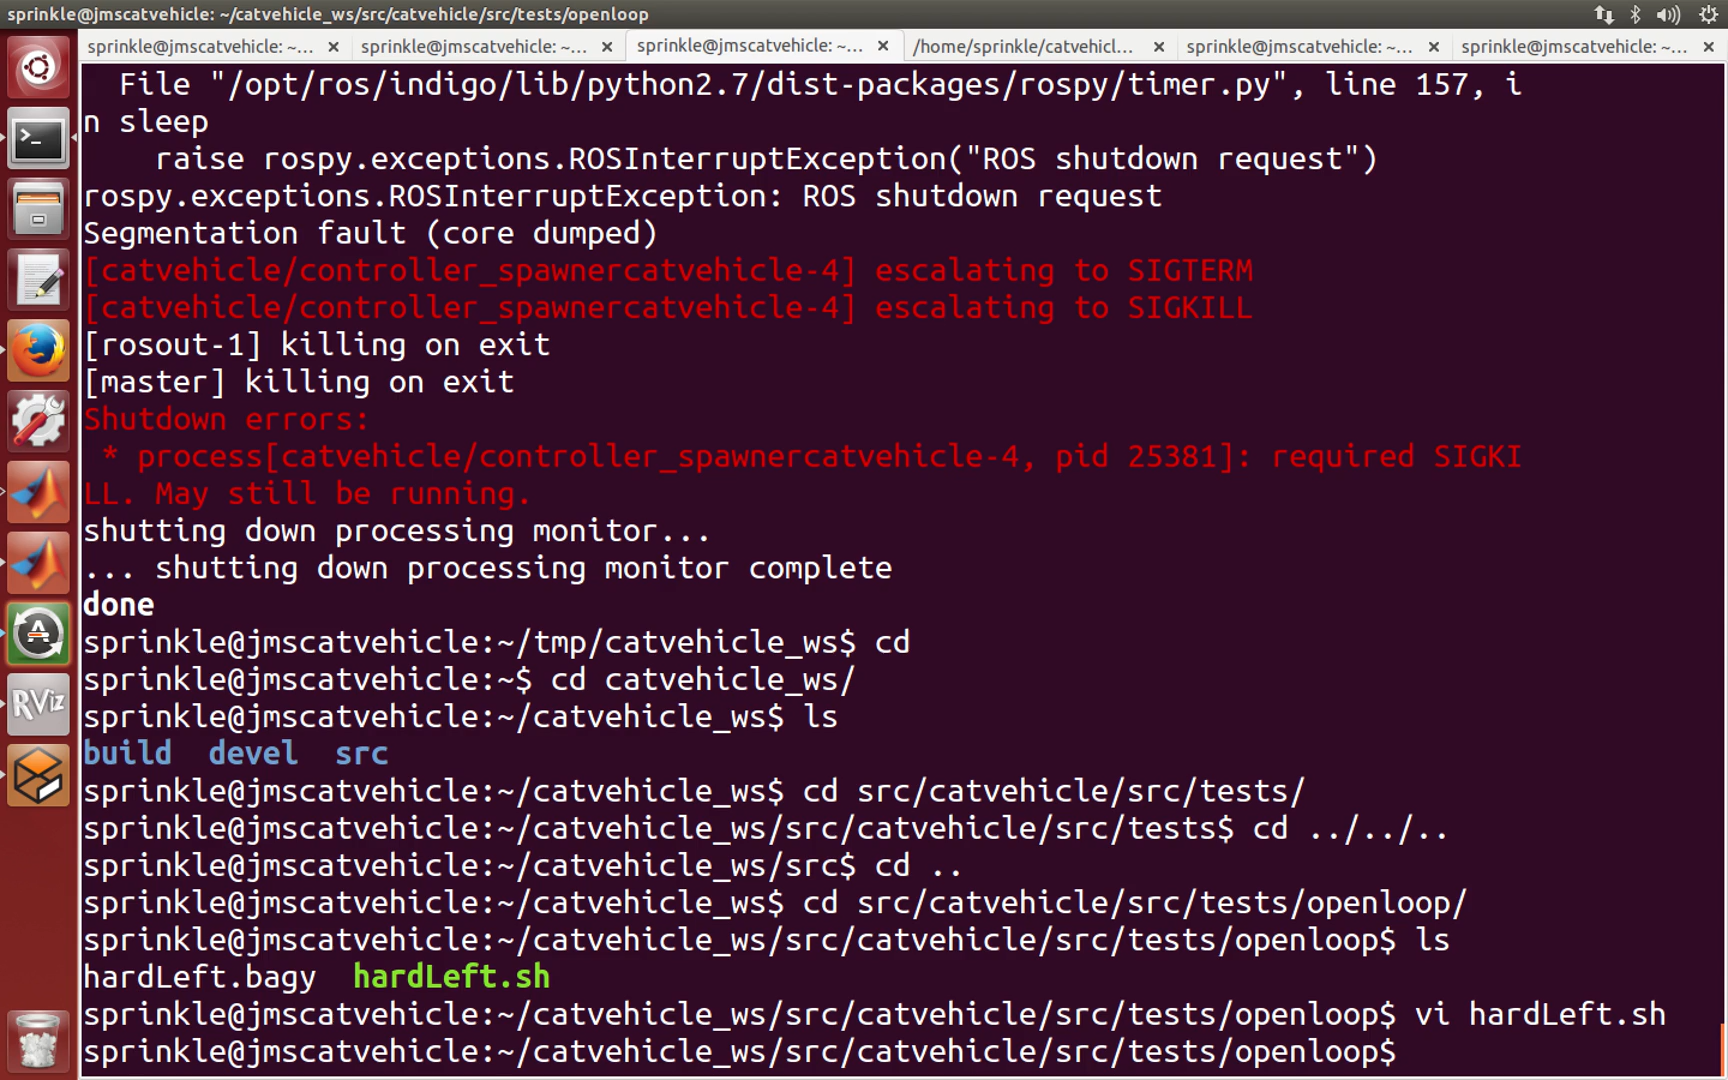 sprinkle@jmscatvehicle: ~/catvehicle_ws/src/catvehicle/src/tests/openloop
sprinkle@jmscatvehicle: ~... × sprinkle@jmscatvehicle: ~... × sprinkle@jmscatvehicle: ~... × /home/sprinkle/catvehicl... × sprinkle@jmscatvehicle: ~... × sprinkle@jmscatvehicle: ~... ×
File "/opt/ros/indigo/lib/python2.7/dist-packages/rospy/timer.py", line 157, i
n sleep
raise rospy.exceptions.ROSInterruptException("ROS shutdown request")
rospy.exceptions.ROSInterruptException: ROS shutdown request
Segmentation fault (core dumped)
[catvehicle/controller_spawnercatvehicle-4] escalating to SIGTERM
[catvehicle/controller_spawnercatvehicle-4] escalating to SIGKILL
[rosout-1] killing on exit
[master] killing on exit
Shutdown errors:
* process[catvehicle/controller_spawnercatvehicle-4, pid 25381]: required SIGKI
LL. May still be running.
shutting down processing monitor...
... shutting down processing monitor complete
done
sprinkle@jmscatvehicle:~/tmp/catvehicle_ws$ cd
sprinkle@jmscatvehicle:~$ cd catvehicle_ws/
sprinkle@jmscatvehicle:~/catvehicle_ws$ ls
build devel src
sprinkle@jmscatvehicle:~/catvehicle_ws$ cd src/catvehicle/src/tests/
sprinkle@jmscatvehicle:~/catvehicle_ws/src/catvehicle/src/tests$ cd ../../..
sprinkle@jmscatvehicle:~/catvehicle_ws/src$ cd ..
sprinkle@jmscatvehicle:~/catvehicle_ws$ cd src/catvehicle/src/tests/openloop/
sprinkle@jmscatvehicle:~/catvehicle_ws/src/catvehicle/src/tests/openloop$ ls
hardLeft.bagy hardLeft.sh
sprinkle@jmscatvehicle:~/catvehicle_ws/src/catvehicle/src/tests/openloop$ vi hardLeft.sh
sprinkle@jmscatvehicle:~/catvehicle_ws/src/catvehicle/src/tests/openloop$
>_
A
RViz